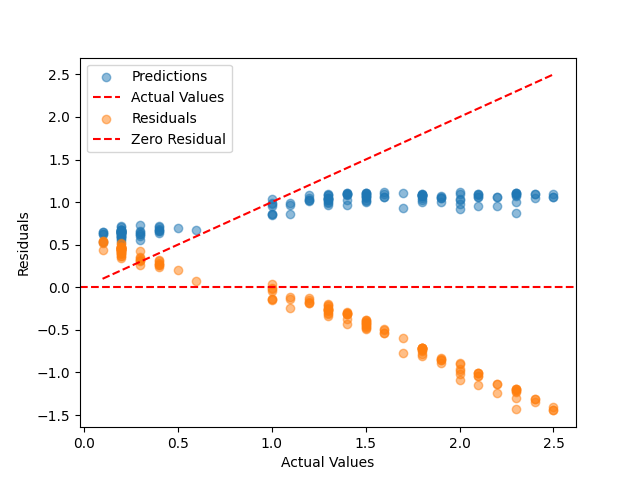 Predictions
Actual Values
Residuals
Zero Residual
2.5
2.0
1.5
1.0
0.5
0.0
−0.5
−1.0
−1.5
Residuals
0.0 0.5 1.0 1.5 2.0 2.5
Actual Values